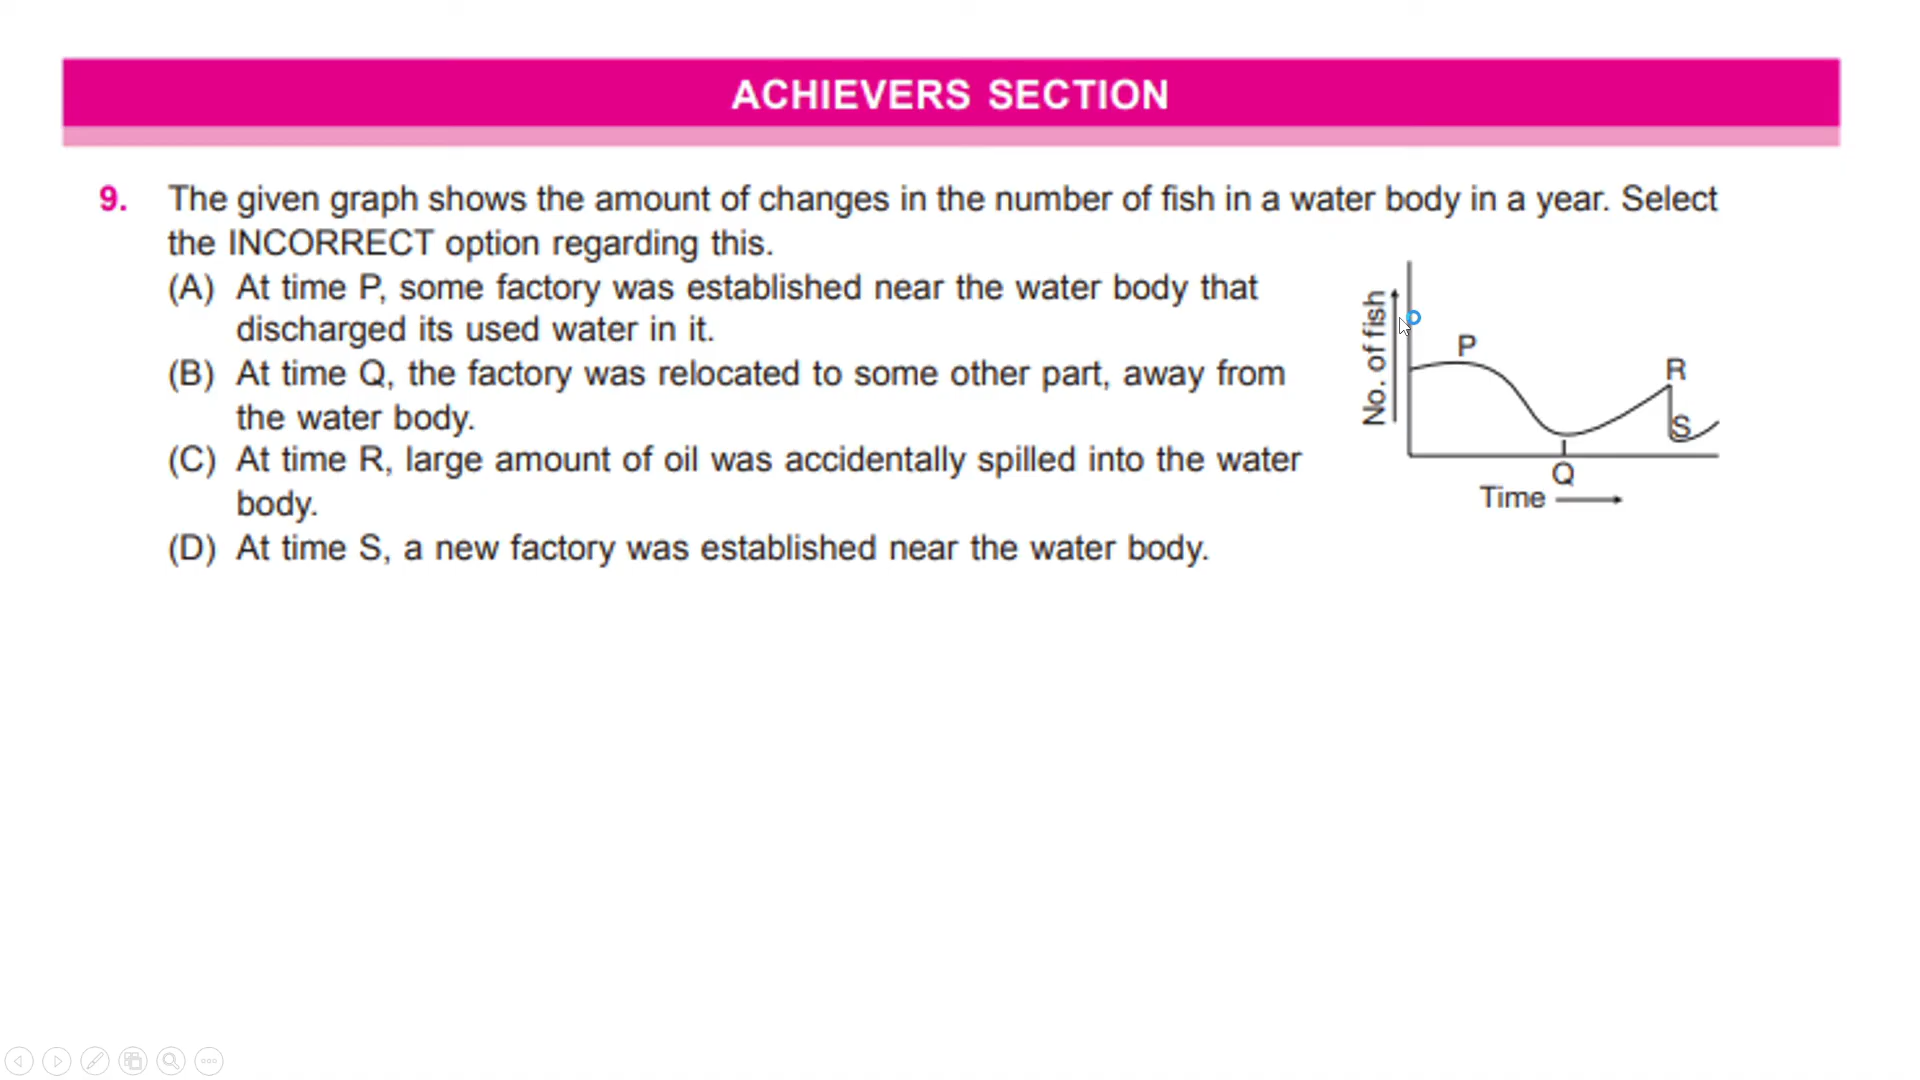 ACHIEVERS SECTION
9. The given graph shows the amount of changes in the number of fish in a water body in a year. Select
the INCORRECT option regarding this.
(A) At time P, some factory was established near the water body that
discharged its used water in it.
(B) At time Q, the factory was relocated to some other part, away from
the water body.
(C) At time R, large amount of oil was accidentally spilled into the water
body.
(D) At time S, a new factory was established near the water body.
No. of fish
P
R
S
Q
Time